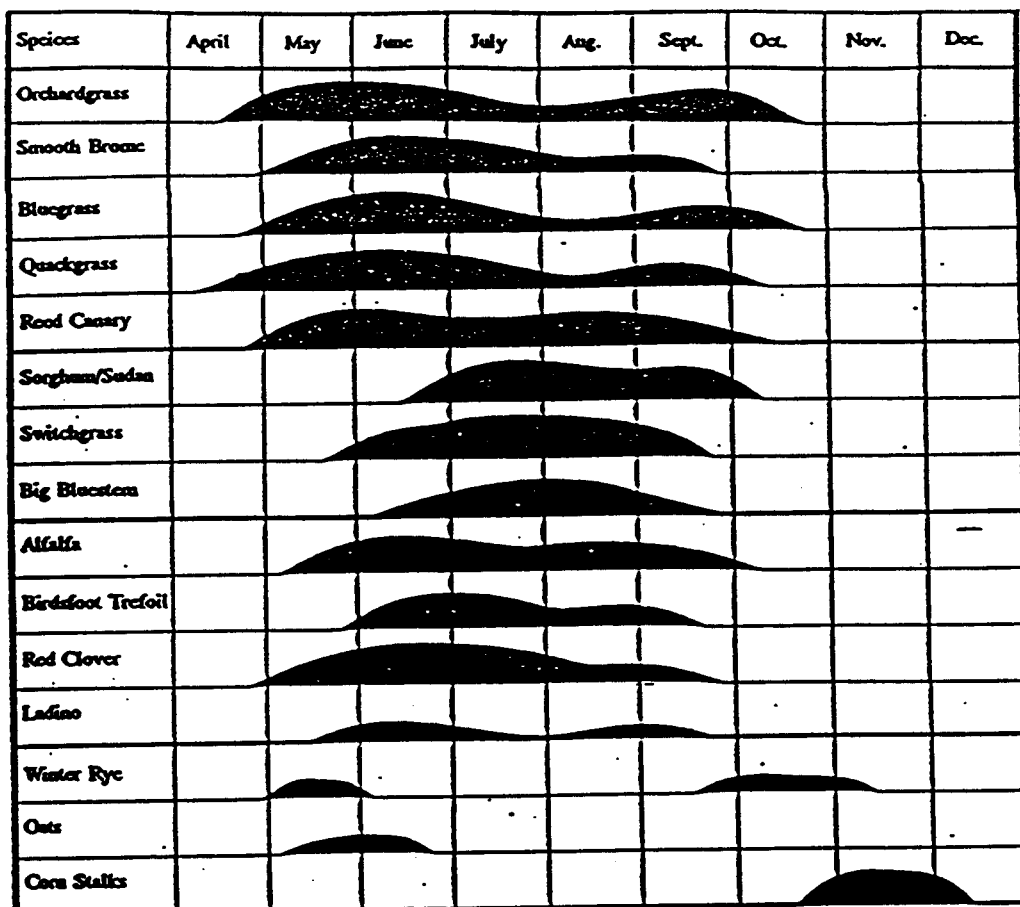 Speices April May June July Aug. Sept. Oct. Nov. Dec.
Orchardgrass
Smooth Brome
Bluegrass
Quackgrass
Reed Canary
Sorghum/Sudan
Switchgrass
Big Bluestem
Alfalfa
Birdsfoot Trefoil
Red Clover
Ladino
Winter Rye
Oats
Corn Stalks